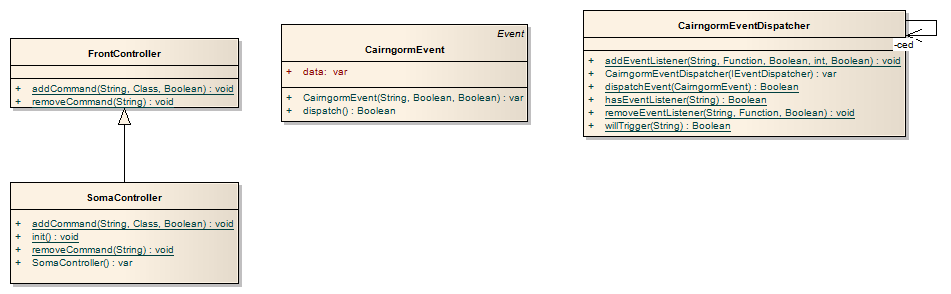 FrontController
+ addCommand(String, Class, Boolean) : void
+ removeCommand(String) : void
SomaController
+ addCommand(String, Class, Boolean) : void
+ init() : void
+ removeCommand(String) : void
+ SomaController() : var
Event
CairngormEvent
+ data: var
+ CairngormEvent(String, Boolean, Boolean) : var
+ dispatch() : Boolean
CairngormEventDispatcher
-ced
+ addEventListener(String, Function, Boolean, int, Boolean) : void
+ CairngormEventDispatcher(IEventDispatcher) : var
+ dispatchEvent(CairngormEvent) : Boolean
+ hasEventListener(String) : Boolean
+ removeEventListener(String, Function, Boolean) : void
+ willTrigger(String) : Boolean